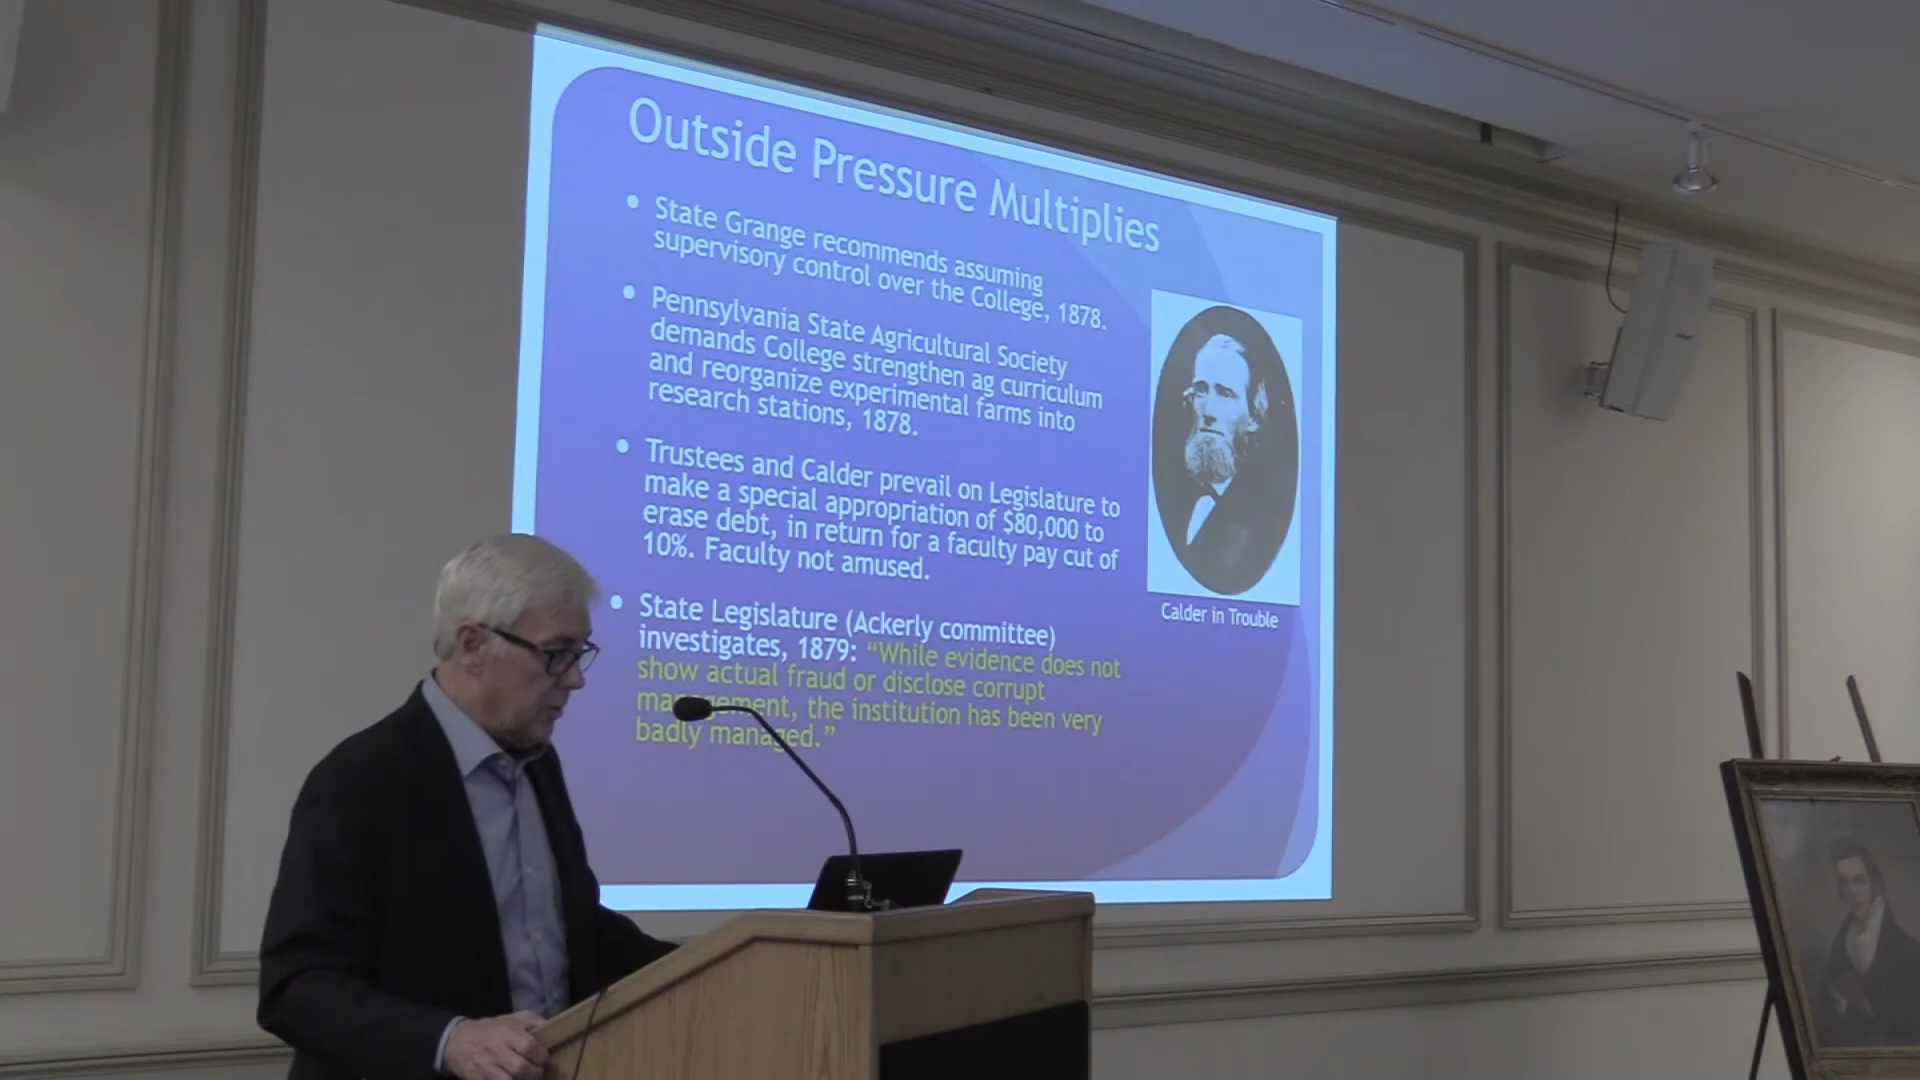 Outside Pressure Multiplies
• State Grange recommends assuming
supervisory control over the College, 1878.
• Pennsylvania State Agricultural Society
demands College strengthen ag curriculum
and reorganize experimental farms into
research stations, 1878.
• Trustees and Calder prevail on Legislature to
make a special appropriation of $80,000 to
erase debt, in return for a faculty pay cut of
10%. Faculty not amused.
• State Legislature (Ackerly committee)
investigates, 1879: “While evidence does not
show actual fraud or disclose corrupt
management, the institution has been very
badly managed.”
Calder in Trouble